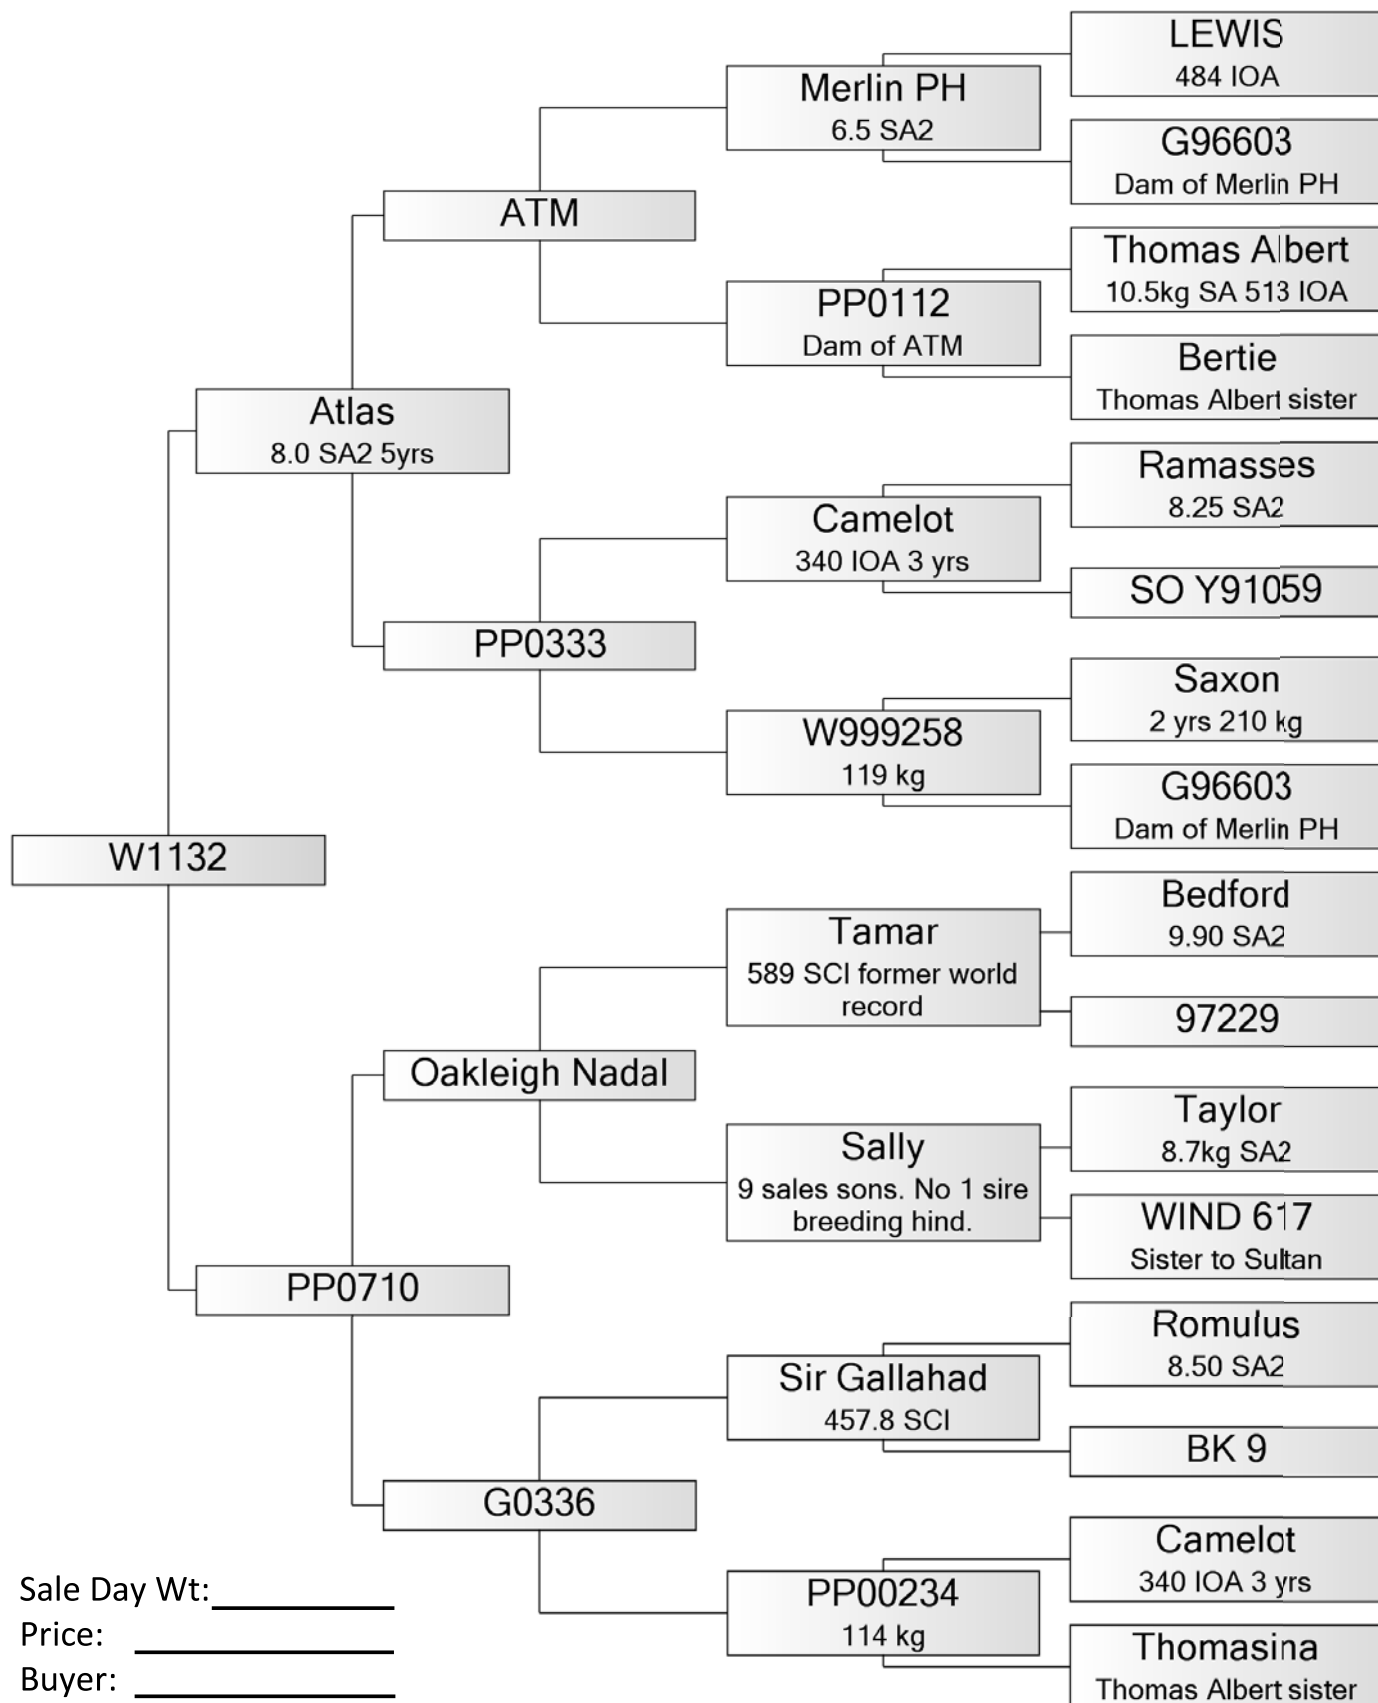 LEWIS
484 IOA
Merlin PH
6.5 SA2
G96603
Dam of Merlin PH
ATM
Thomas Albert
10.5kg SA 513 IOA
PP0112
Dam of ATM
Bertie
Thomas Albert sister
Atlas
8.0 SA2 5yrs
Ramasses
8.25 SA2
Camelot
340 IOA 3 yrs
SO Y91059
PP0333
Saxon
2 yrs 210 kg
W999258
119 kg
G96603
Dam of Merlin PH
W1132
Bedford
9.90 SA2
Tamar
589 SCI former world
record
97229
Oakleigh Nadal
Taylor
8.7kg SA2
Sally
9 sales sons. No 1 sire
breeding hind.
WIND 617
Sister to Sultan
PP0710
Romulus
8.50 SA2
Sir Gallahad
457.8 SCI
BK 9
G0336
Camelot
340 IOA 3 yrs
PP00234
114 kg
Thomasina
Thomas Albert sister
Sale Day Wt:
Price:
Buyer: